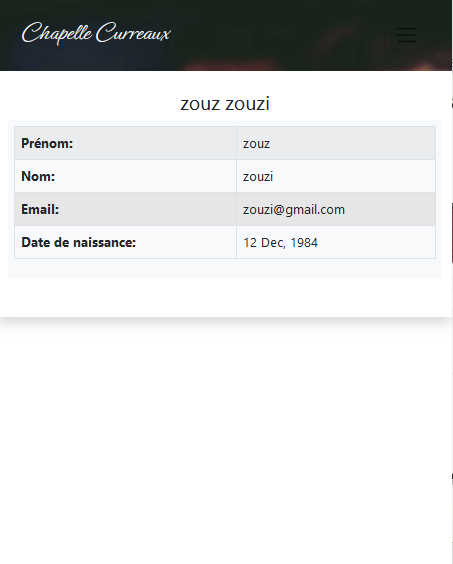 Chapelle Curreaux
zouz zouzi
Prénom: zouz
Nom: zouzi
Email: zouzi@gmail.com
Date de naissance: 12 Dec, 1984